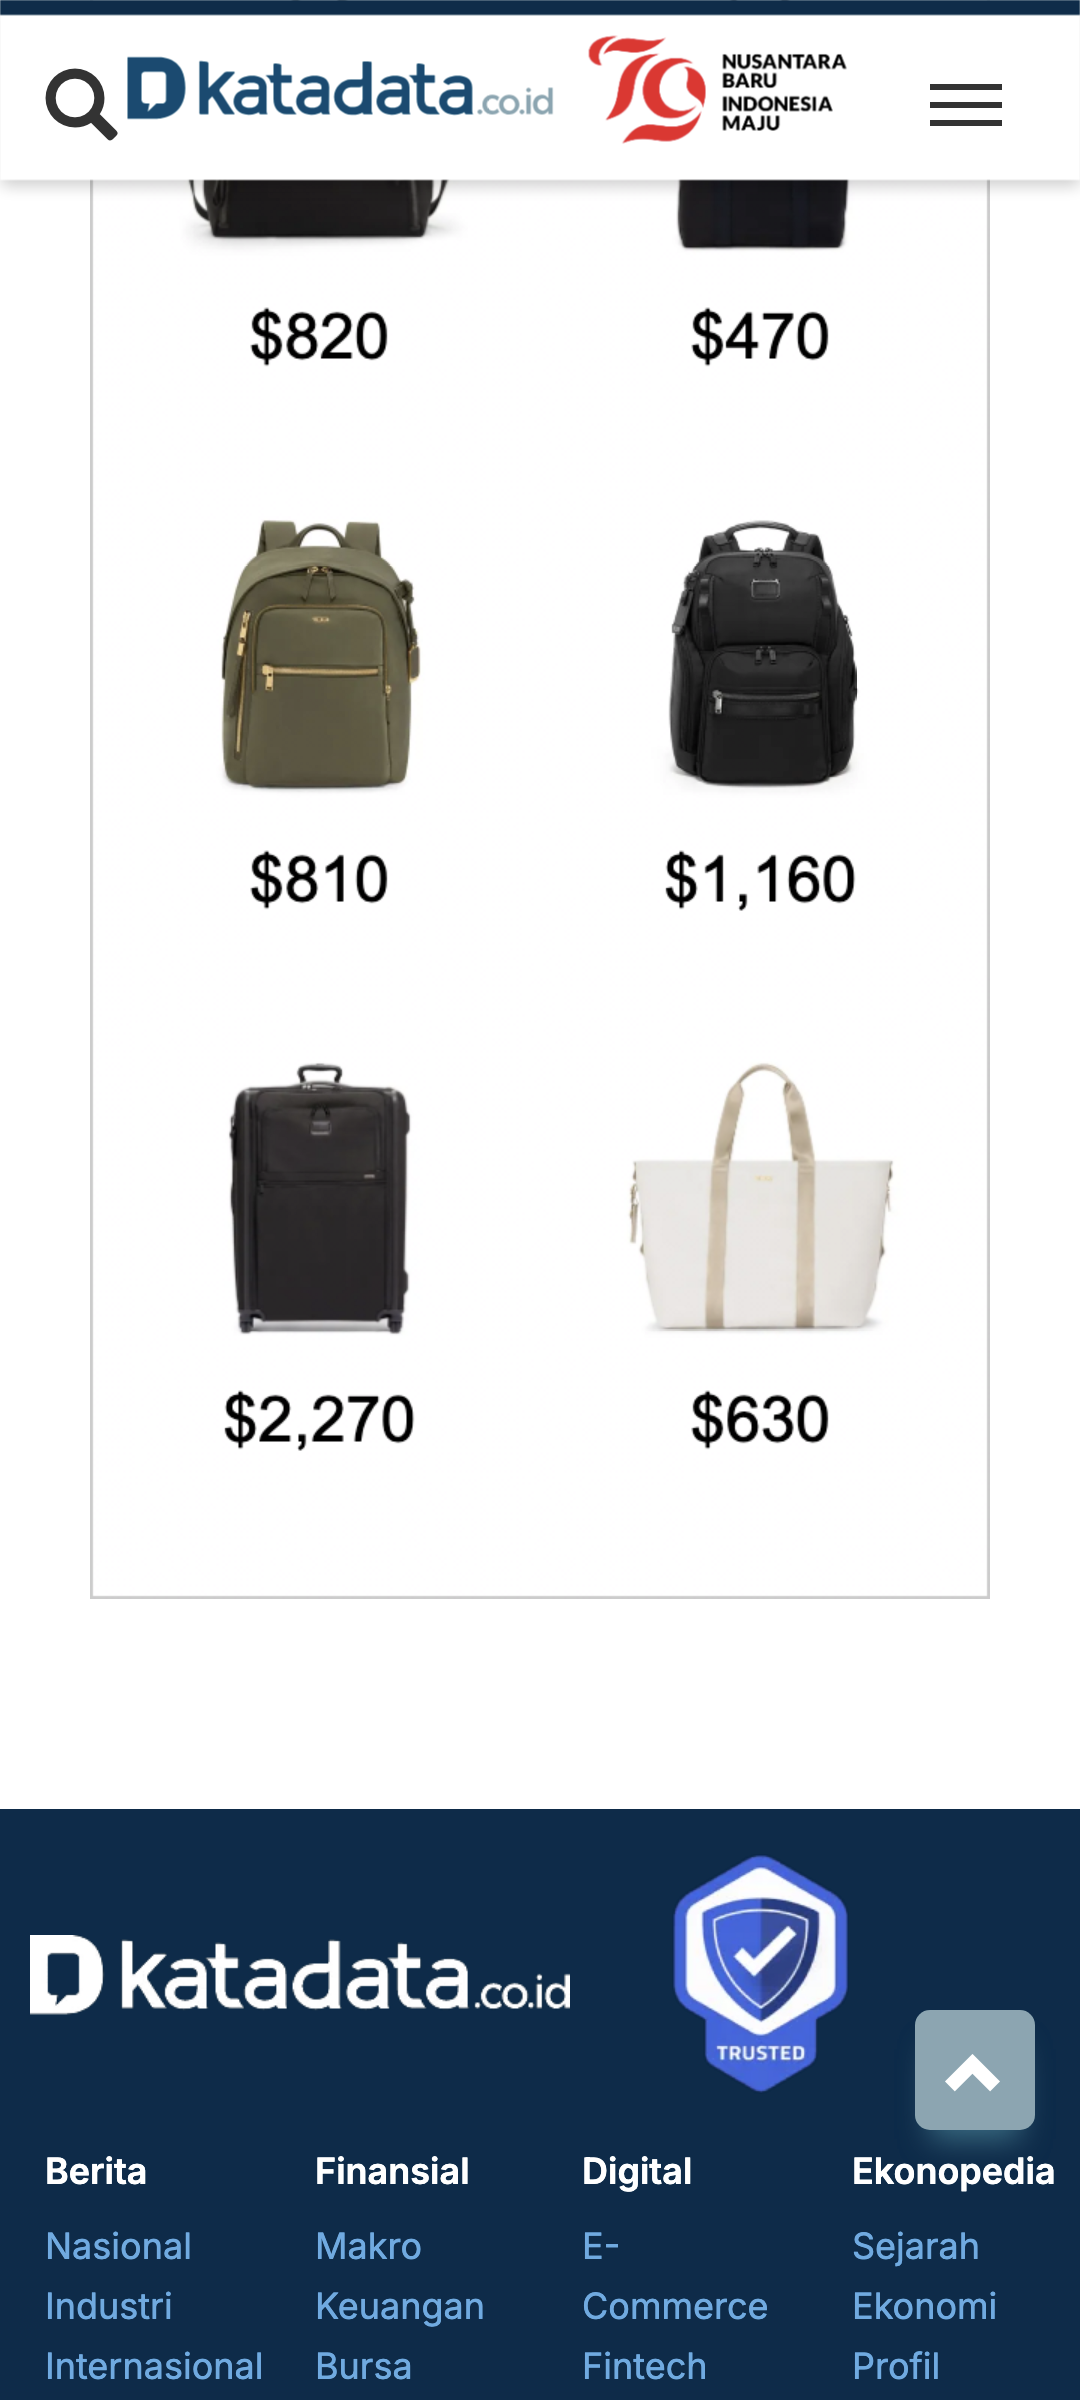 katadata.co.id
NUSANTARA
BARU
INDONESIA
MAJU
$820
$470
$810
$1,160
$2,270
$630
katadata.co.id
TRUSTED
Berita
Nasional
Industri
Internasional
Finansial
Makro
Keuangan
Bursa
Digital
E-
Commerce
Fintech
Ekonopedia
Sejarah
Ekonomi
Profil